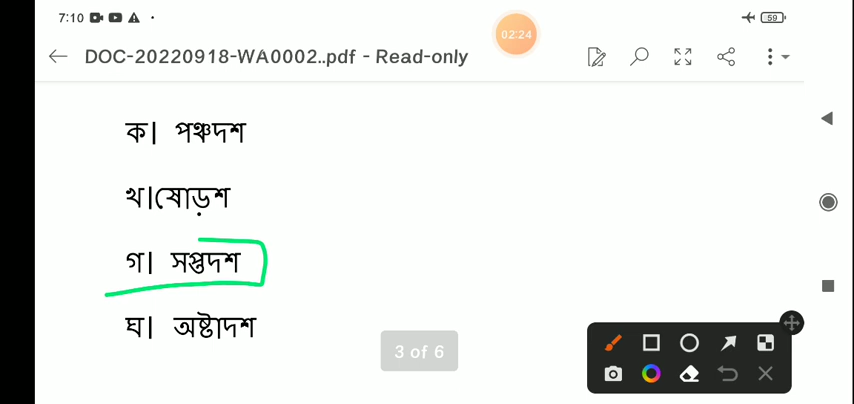 7:10 59
02:24
DOC-20220918-WA0002..pdf - Read-only
ক। পঞ্চদশ
খ।ষোড়শ
গ। সপ্তদশ
ঘ। অষ্টাদশ
3 of 6